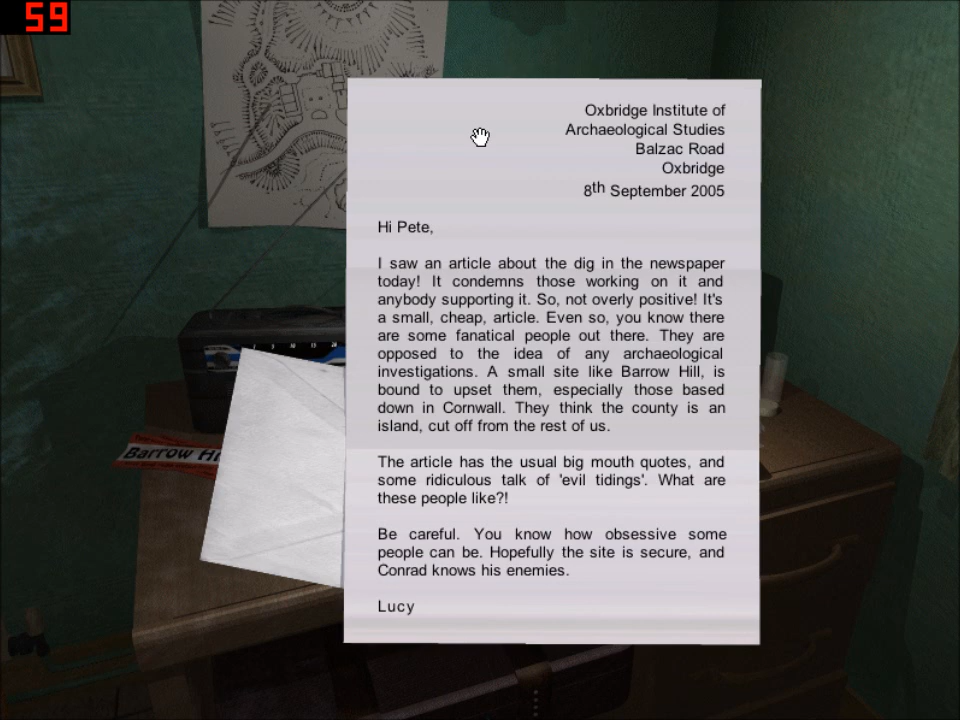 59
Oxbridge Institute of
Archaeological Studies
Balzac Road
Oxbridge
8th September 2005
Hi Pete,
I saw an article about the dig in the newspaper
today! It condemns those working on it and
anybody supporting it. So, not overly positive! It's
a small, cheap, article. Even so, you know there
are some fanatical people out there. They are
opposed to the idea of any archaeological
investigations. A small site like Barrow Hill, is
bound to upset them, especially those based
down in Cornwall. They think the county is an
island, cut off from the rest of us.
The article has the usual big mouth quotes, and
some ridiculous talk of 'evil tidings'. What are
these people like?!
Be careful. You know how obsessive some
people can be. Hopefully the site is secure, and
Conrad knows his enemies.
Lucy
Barrow